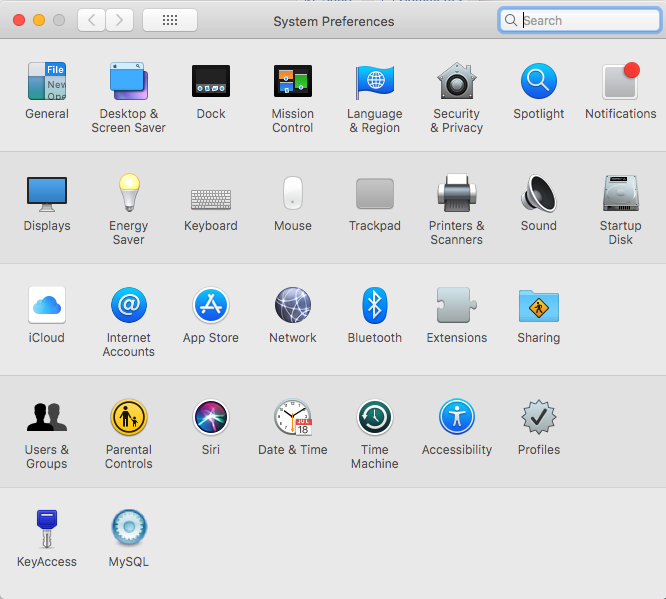 System Preferences
Search
File
New
Ope
General
Desktop &
Screen Saver
Dock
Mission
Control
Language
& Region
Security
& Privacy
Spotlight
Notifications
Displays
Energy
Saver
Keyboard
Mouse
Trackpad
Printers &
Scanners
Sound
Startup
Disk
iCloud
@
Internet
Accounts
App Store
Network
Bluetooth
Extensions
Sharing
Users &
Groups
Parental
Controls
Siri
JUL
18
Date & Time
Time
Machine
Accessibility
Profiles
KeyAccess
MySQL